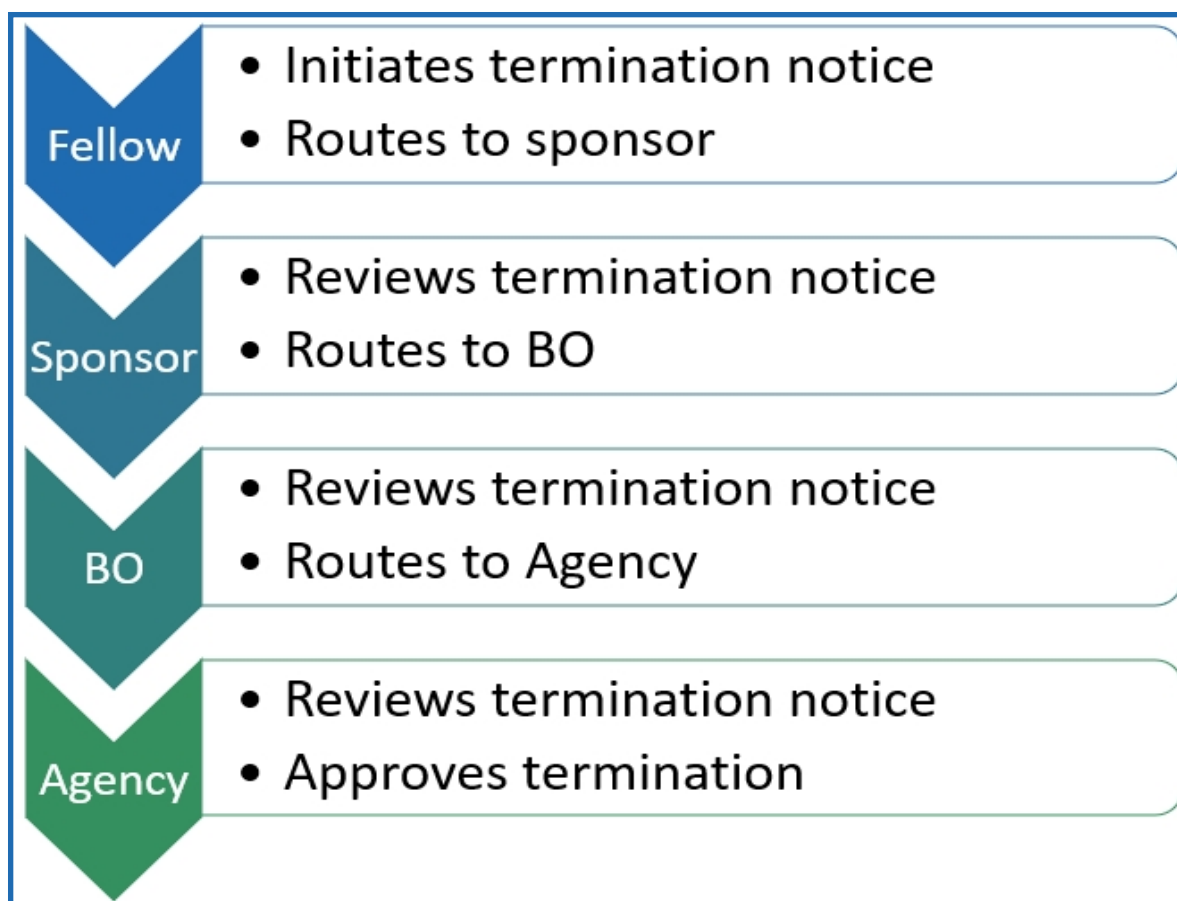 Fellow
• Initiates termination notice
• Routes to sponsor
Sponsor
• Reviews termination notice
• Routes to BO
BO
• Reviews termination notice
• Routes to Agency
Agency
• Reviews termination notice
• Approves termination